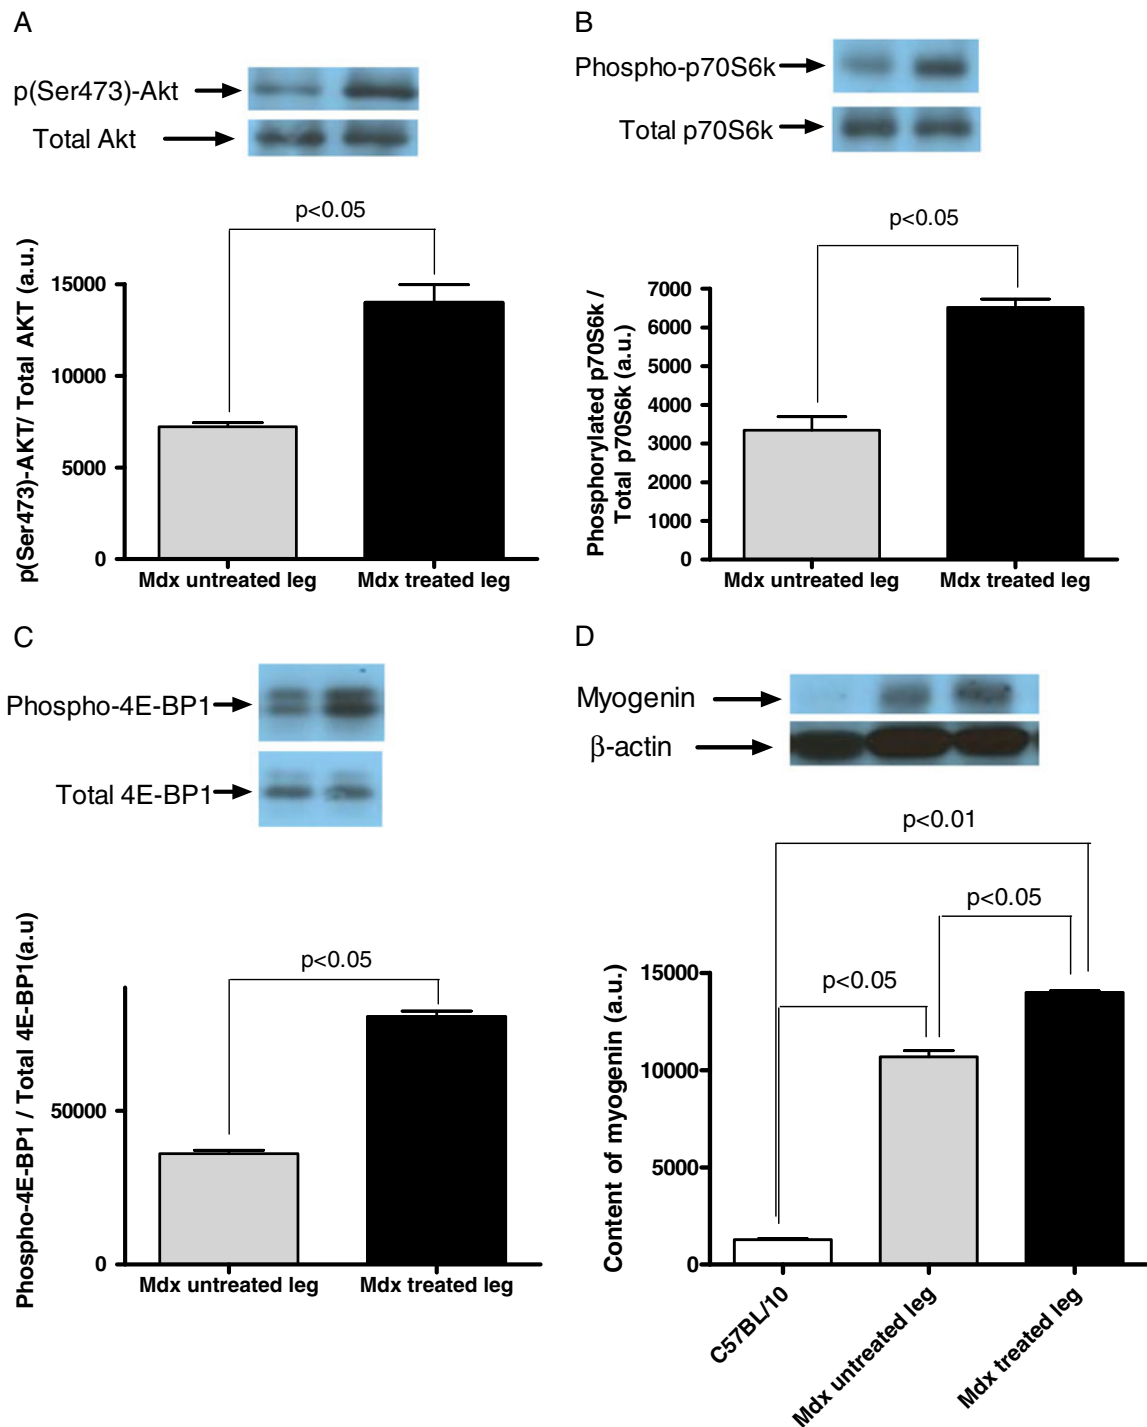 A
p(Ser473)-Akt
Total Akt
p<0.05
p(Ser473)-AKT/ Total AKT (a.u.)
15000
10000
5000
0
Mdx untreated leg
Mdx treated leg
B
Phospho-p70S6k
Total p70S6k
p<0.05
Phosphorylated p70S6k /
Total p70S6k (a.u.)
7000
6000
5000
4000
3000
2000
1000
0
Mdx untreated leg
Mdx treated leg
C
Phospho-4E-BP1
Total 4E-BP1
p<0.05
Phospho-4E-BP1 / Total 4E-BP1(a.u)
50000
0
Mdx untreated leg
Mdx treated leg
D
Myogenin
β-actin
p<0.01
p<0.05
p<0.05
Content of myogenin (a.u.)
15000
10000
5000
0
C57BL/10
Mdx untreated leg
Mdx treated leg